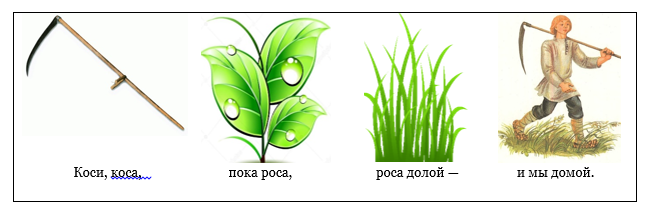 Коси, коса, пока роса, роса долой — и мы домой.